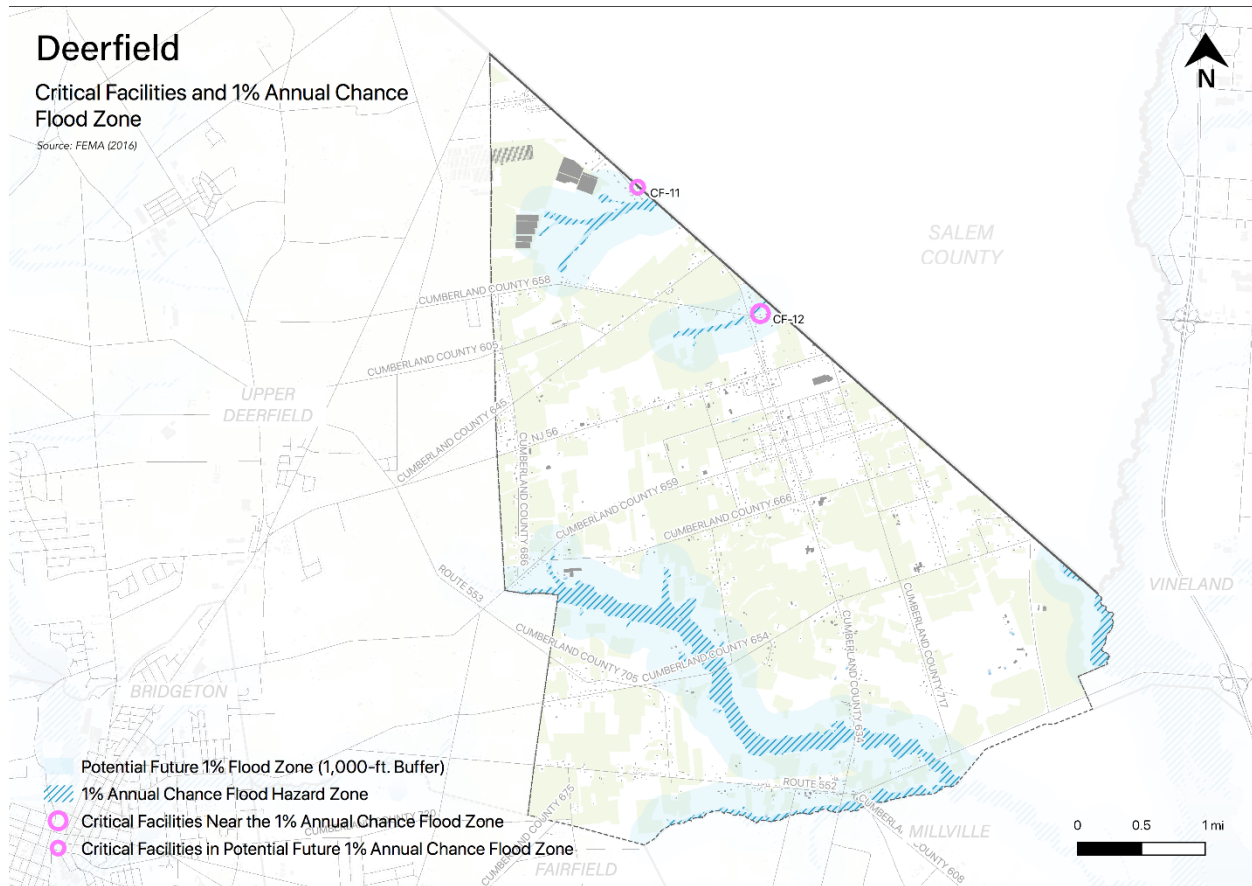 Deerfield
Critical Facilities and 1% Annual Chance
Flood Zone
Source: FEMA (2016)
N
CF-11
SALEM
COUNTY
CUMBERLAND COUNTY 658
CF-12
CUMBERLAND COUNTY 605
UPPER
DEERFIELD
CUMBERLAND COUNTY 645
NJ 56
CUMBERLAND COUNTY 686
CUMBERLAND COUNTY 659
CUMBERLAND COUNTY 666
ROUTE 553
VINELAND
CUMBERLAND COUNTY 654
CUMBERLAND COUNTY 705
CUMBERLAND COUNTY 634
CUMBERLAND COUNTY 717
BRIDGETON
Potential Future 1% Flood Zone (1,000-ft. Buffer)
1% Annual Chance Flood Hazard Zone
Critical Facilities Near the 1% Annual Chance Flood Zone
Critical Facilities in Potential Future 1% Annual Chance Flood Zone
ROUTE 552
CUMBERLAND COUNTY 675
MILLVILLE
COUNTY 608
FAIRFIELD
0 0.5 1 mi